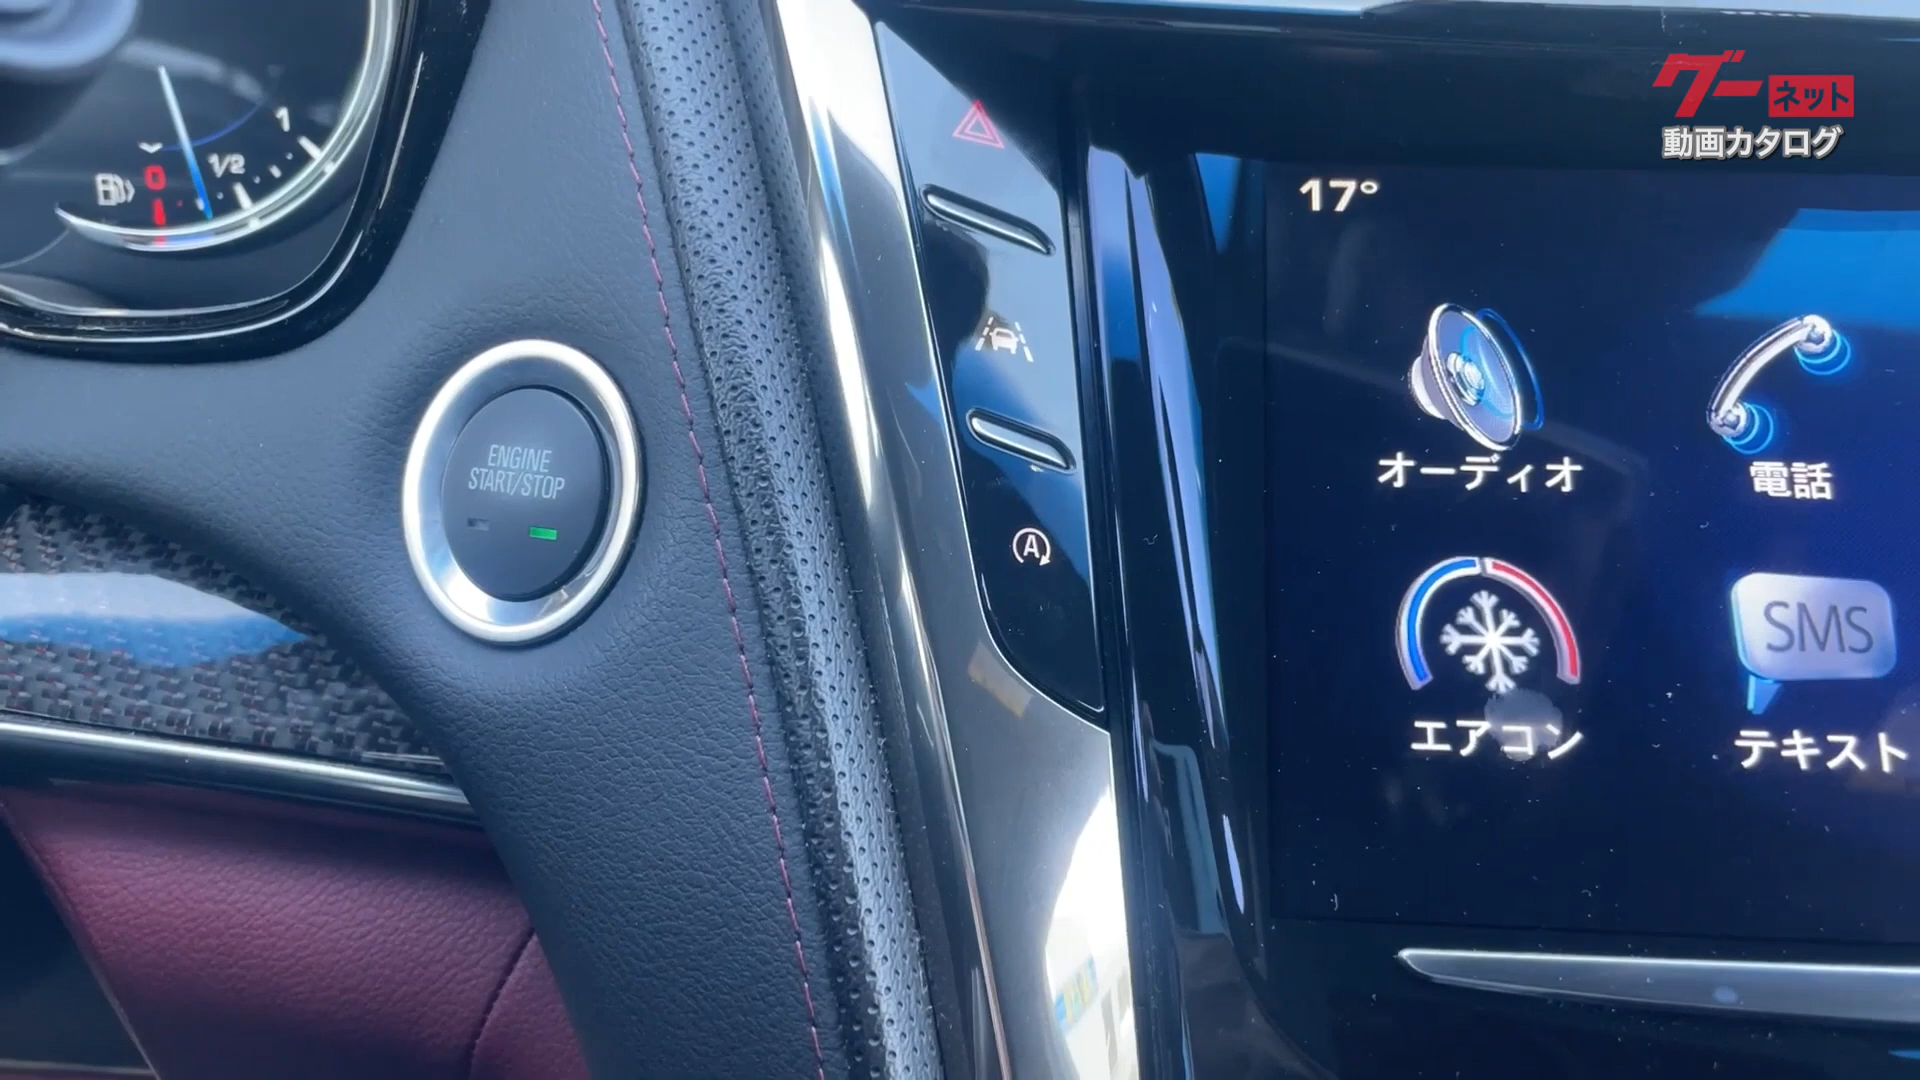 グーネット
動画カタログ
17°
1
1/2
0
ENGINE
START/STOP
A
オーディオ
電話
SMS
エアコン
テキスト